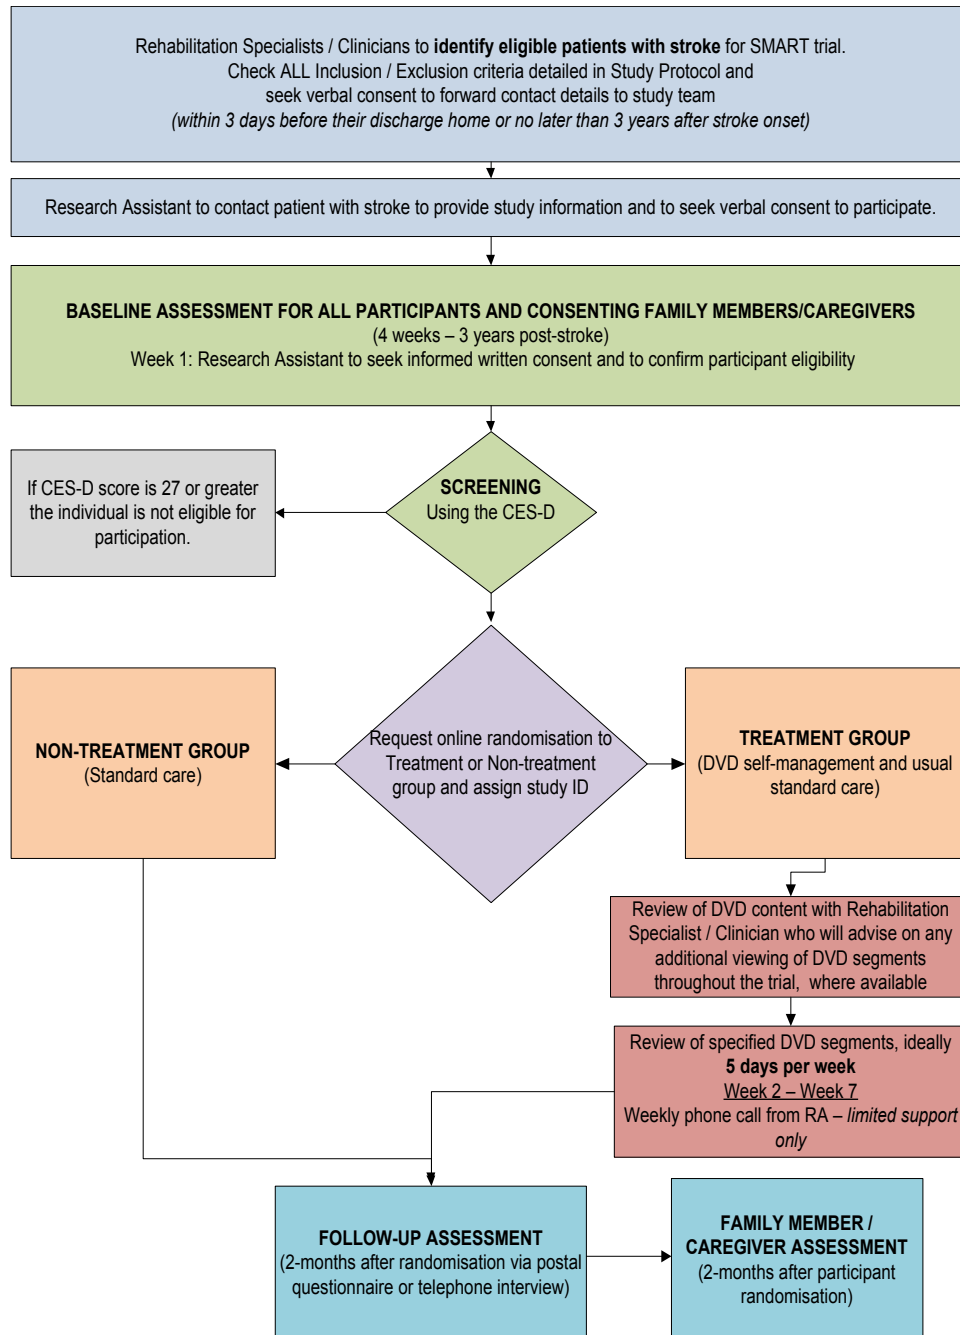 Rehabilitation Specialists / Clinicians to identify eligible patients with stroke for SMART trial.
Check ALL Inclusion / Exclusion criteria detailed in Study Protocol and
seek verbal consent to forward contact details to study team
(within 3 days before their discharge home or no later than 3 years after stroke onset)
Research Assistant to contact patient with stroke to provide study information and to seek verbal consent to participate.
BASELINE ASSESSMENT FOR ALL PARTICIPANTS AND CONSENTING FAMILY MEMBERS/CAREGIVERS
(4 weeks – 3 years post-stroke)
Week 1: Research Assistant to seek informed written consent and to confirm participant eligibility
If CES-D score is 27 or greater
the individual is not eligible for
participation.
SCREENING
Using the CES-D
NON-TREATMENT GROUP
(Standard care)
Request online randomisation to
Treatment or Non-treatment
group and assign study ID
TREATMENT GROUP
(DVD self-management and usual
standard care)
Review of DVD content with Rehabilitation
Specialist / Clinician who will advise on any
additional viewing of DVD segments
throughout the trial, where available
Review of specified DVD segments, ideally
5 days per week
Week 2 – Week 7
Weekly phone call from RA – limited support
only
FOLLOW-UP ASSESSMENT
(2-months after randomisation via postal
questionnaire or telephone interview)
FAMILY MEMBER /
CAREGIVER ASSESSMENT
(2-months after participant
randomisation)